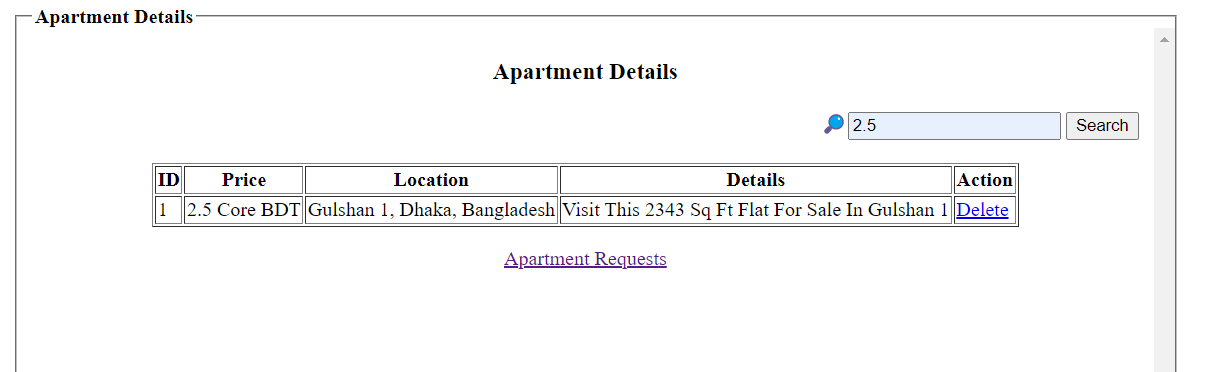 Apartment Details
Apartment Details
2.5 Search
ID Price Location Details Action
1 2.5 Core BDT Gulshan 1, Dhaka, Bangladesh Visit This 2343 Sq Ft Flat For Sale In Gulshan 1 Delete
Apartment Requests